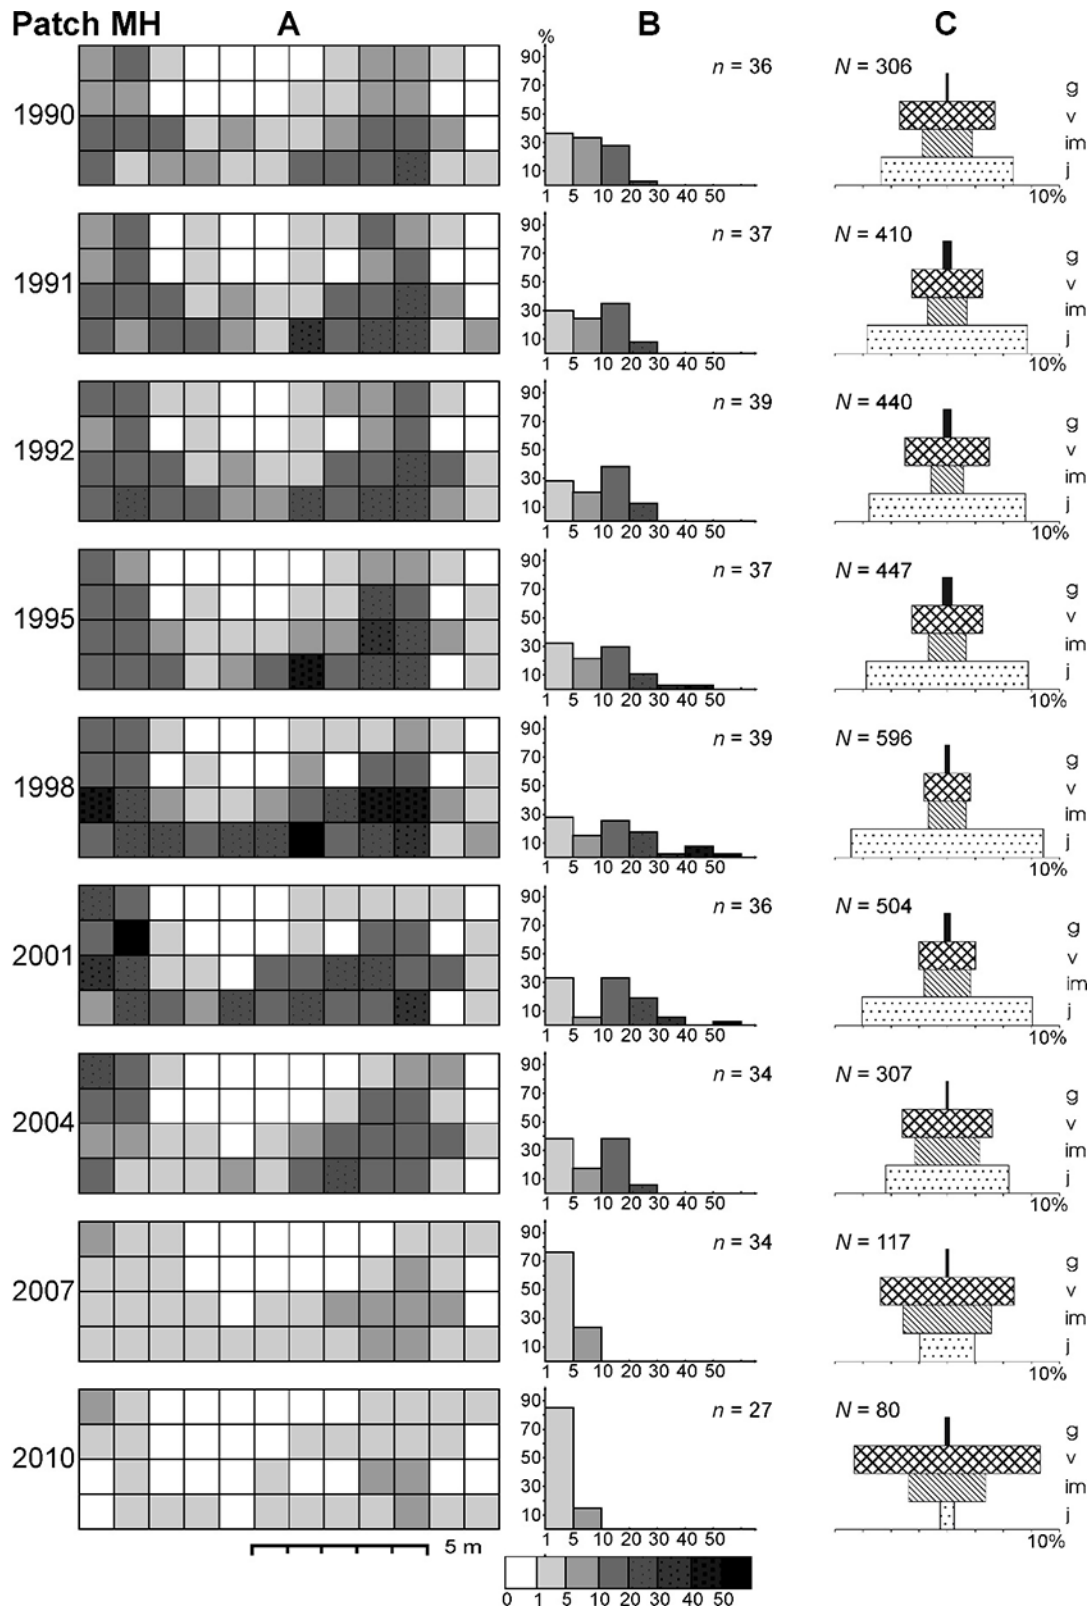 Patch MH A B C
1990
%
90
70
50
30
10
1 5 10 20 30 40 50
n = 36
N = 306
g
v
im
j
10%
1991
90
70
50
30
10
1 5 10 20 30 40 50
n = 37
N = 410
g
v
im
j
10%
1992
90
70
50
30
10
1 5 10 20 30 40 50
n = 39
N = 440
g
v
im
j
10%
1995
90
70
50
30
10
1 5 10 20 30 40 50
n = 37
N = 447
g
v
im
j
10%
1998
90
70
50
30
10
1 5 10 20 30 40 50
n = 39
N = 596
g
v
im
j
10%
2001
90
70
50
30
10
1 5 10 20 30 40 50
n = 36
N = 504
g
v
im
j
10%
2004
90
70
50
30
10
1 5 10 20 30 40 50
n = 34
N = 307
g
v
im
j
10%
2007
90
70
50
30
10
1 5 10 20 30 40 50
n = 34
N = 117
g
v
im
j
10%
2010
90
70
50
30
10
1 5 10 20 30 40 50
n = 27
N = 80
g
v
im
j
10%
5 m
0 1 5 10 20 30 40 50